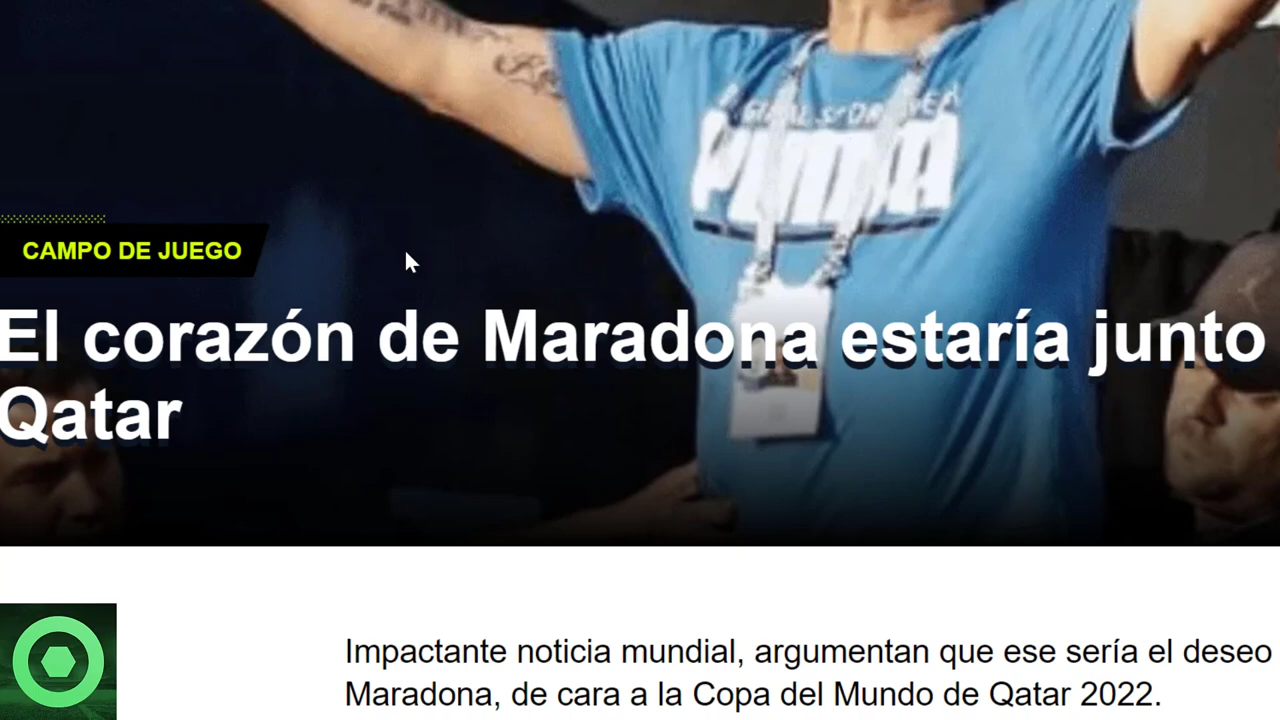 PUMA
CAMPO DE JUEGO
El corazón de Maradona estaría junto
Qatar
Impactante noticia mundial, argumentan que ese sería el deseo
Maradona, de cara a la Copa del Mundo de Qatar 2022.